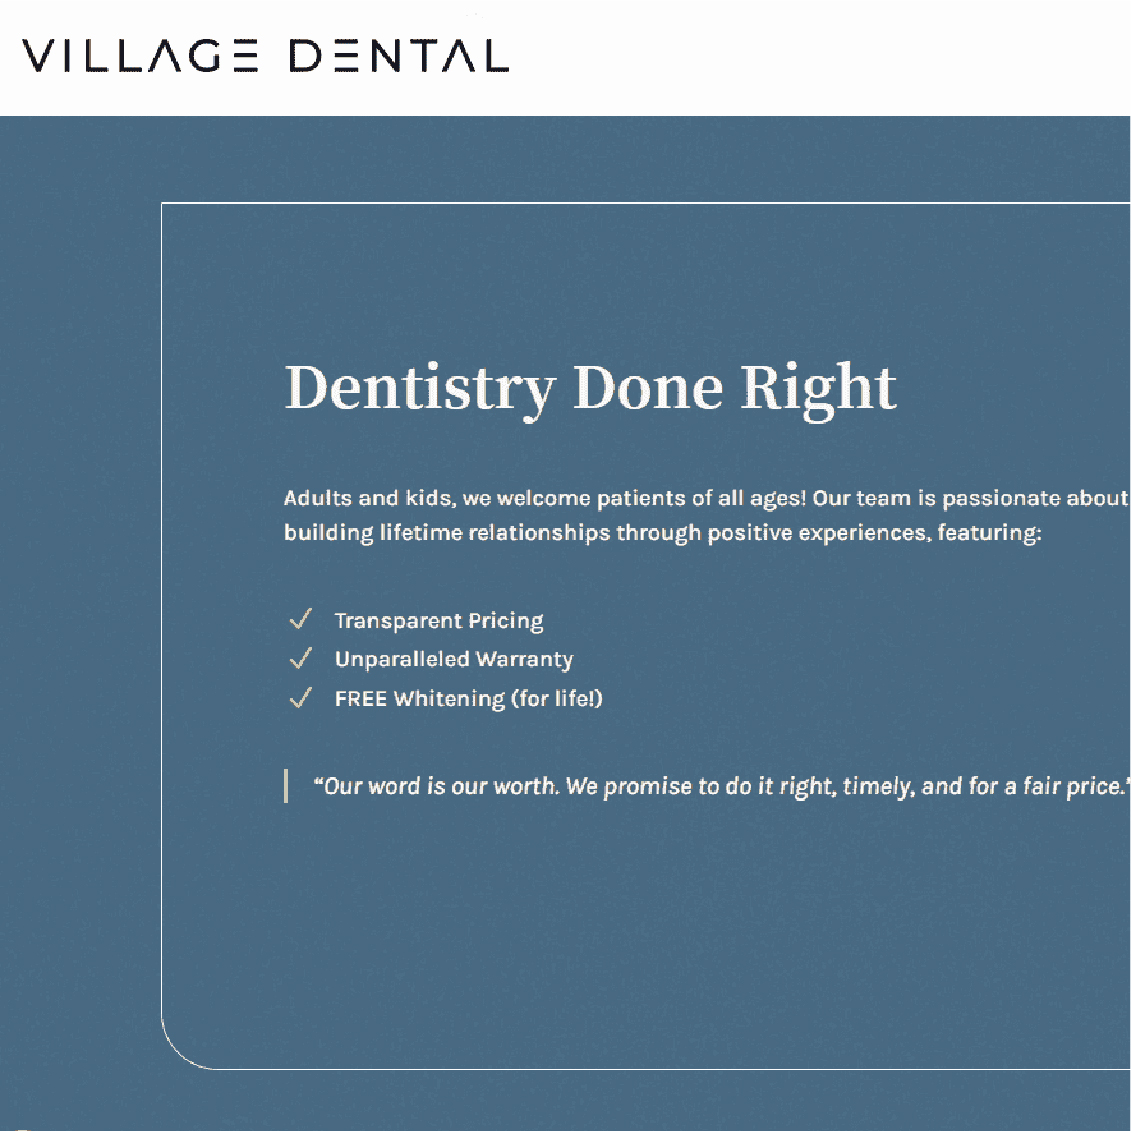 VILLAGE DENTAL
Dentistry Done Right
Adults and kids, we welcome patients of all ages! Our team is passionate about
building lifetime relationships through positive experiences, featuring:
Transparent Pricing
Unparalleled Warranty
FREE Whitening (for life!)
“Our word is our worth. We promise to do it right, timely, and for a fair price.”